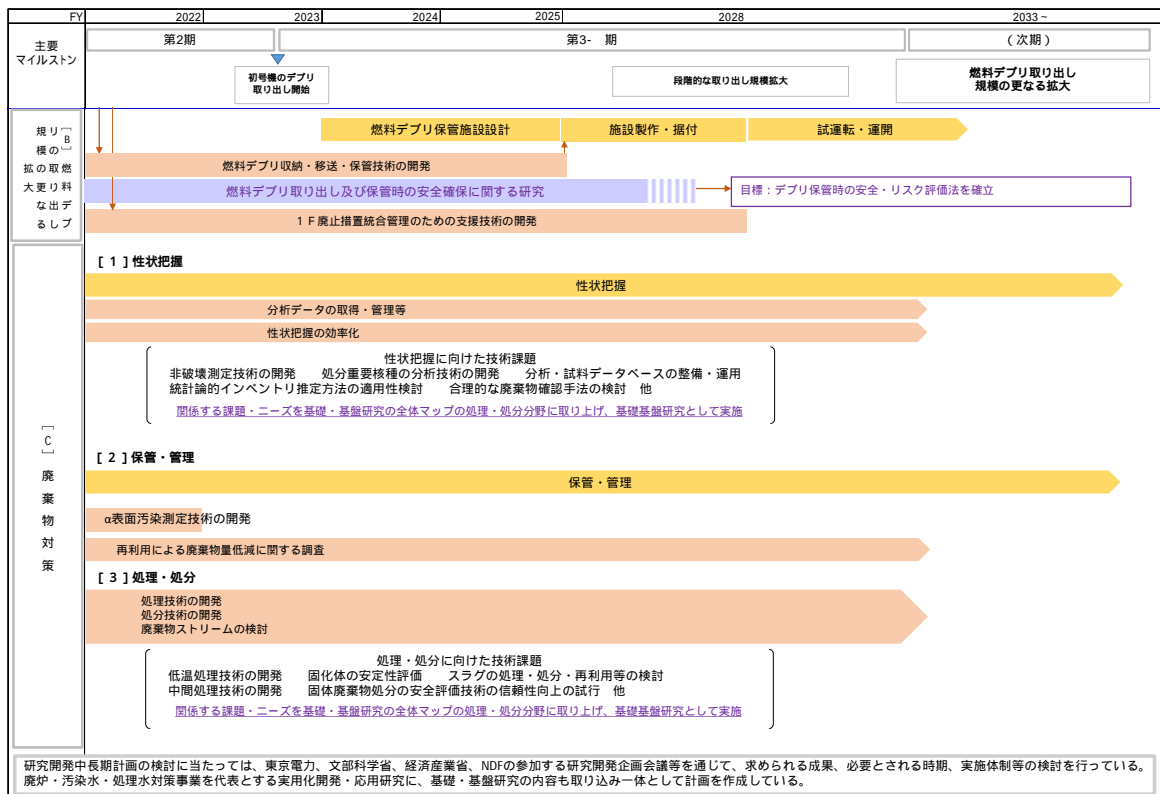 FY 2022 2023 2024 2025 2028 2033 ~
主要
マイルストン
第2期 第3- 期 (次期)
初号機のデブリ
取り出し開始
段階的な取り出し規模拡大
燃料デブリ取り出し
規模の更なる拡大
[B]燃料デブリ取り出しの規模の更なる拡大
燃料デブリ保管施設設計 施設製作・据付 試運転・運開
燃料デブリ収納・移送・保管技術の開発
燃料デブリ取り出し及び保管時の安全確保に関する研究
目標：デブリ保管時の安全・リスク評価法を確立
1F廃止措置統合管理のための支援技術の開発
[C]廃棄物対策
[1]性状把握
性状把握
分析データの取得・管理等
性状把握の効率化
性状把握に向けた技術課題
非破壊測定技術の開発 処分重要核種の分析技術の開発 分析・試料データベースの整備・運用
統計論的インベントリ推定方法の適用性検討 合理的な廃棄物確認手法の検討 他
関係する課題・ニーズを基礎・基盤研究の全体マップの処理・処分分野に取り上げ、基礎基盤研究として実施
[2]保管・管理
保管・管理
α表面汚染測定技術の開発
再利用による廃棄物量低減に関する調査
[3]処理・処分
処理技術の開発
処分技術の開発
廃棄物ストリームの検討
処理・処分に向けた技術課題
低温処理技術の開発 固化体の安定性評価 スラグの処理・処分・再利用等の検討
中間処理技術の開発 固体廃棄物処分の安全評価技術の信頼性向上の試行 他
関係する課題・ニーズを基礎・基盤研究の全体マップの処理・処分分野に取り上げ、基礎基盤研究として実施
研究開発中長期計画の検討に当たっては、東京電力、文部科学省、経済産業省、NDFの参加する研究開発企画会議等を通じて、求められる成果、必要とされる時期、実施体制等の検討を行っている。
廃炉・汚染水・処理水対策事業を代表とする実用化開発・応用研究に、基礎・基盤研究の内容も取り込み一体として計画を作成している。